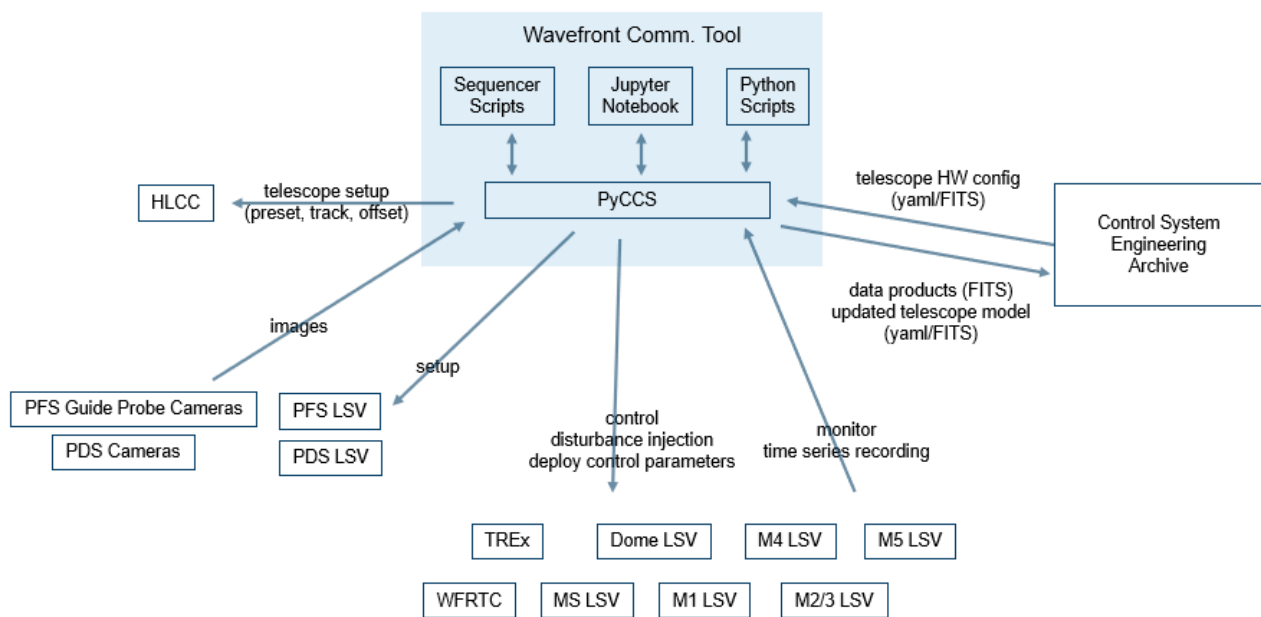 Wavefront Comm. Tool
Sequencer
Scripts
Jupyter
Notebook
Python
Scripts
PyCCS
HLCC
telescope setup
(preset, track, offset)
telescope HW config
(yaml/FITS)
Control System
Engineering
Archive
data products (FITS)
updated telescope model
(yaml/FITS)
images
setup
PFS Guide Probe Cameras
PDS Cameras
PFS LSV
PDS LSV
control
disturbance injection
deploy control parameters
monitor
time series recording
TREx
Dome LSV
M4 LSV
M5 LSV
WFRTC
MS LSV
M1 LSV
M2/3 LSV